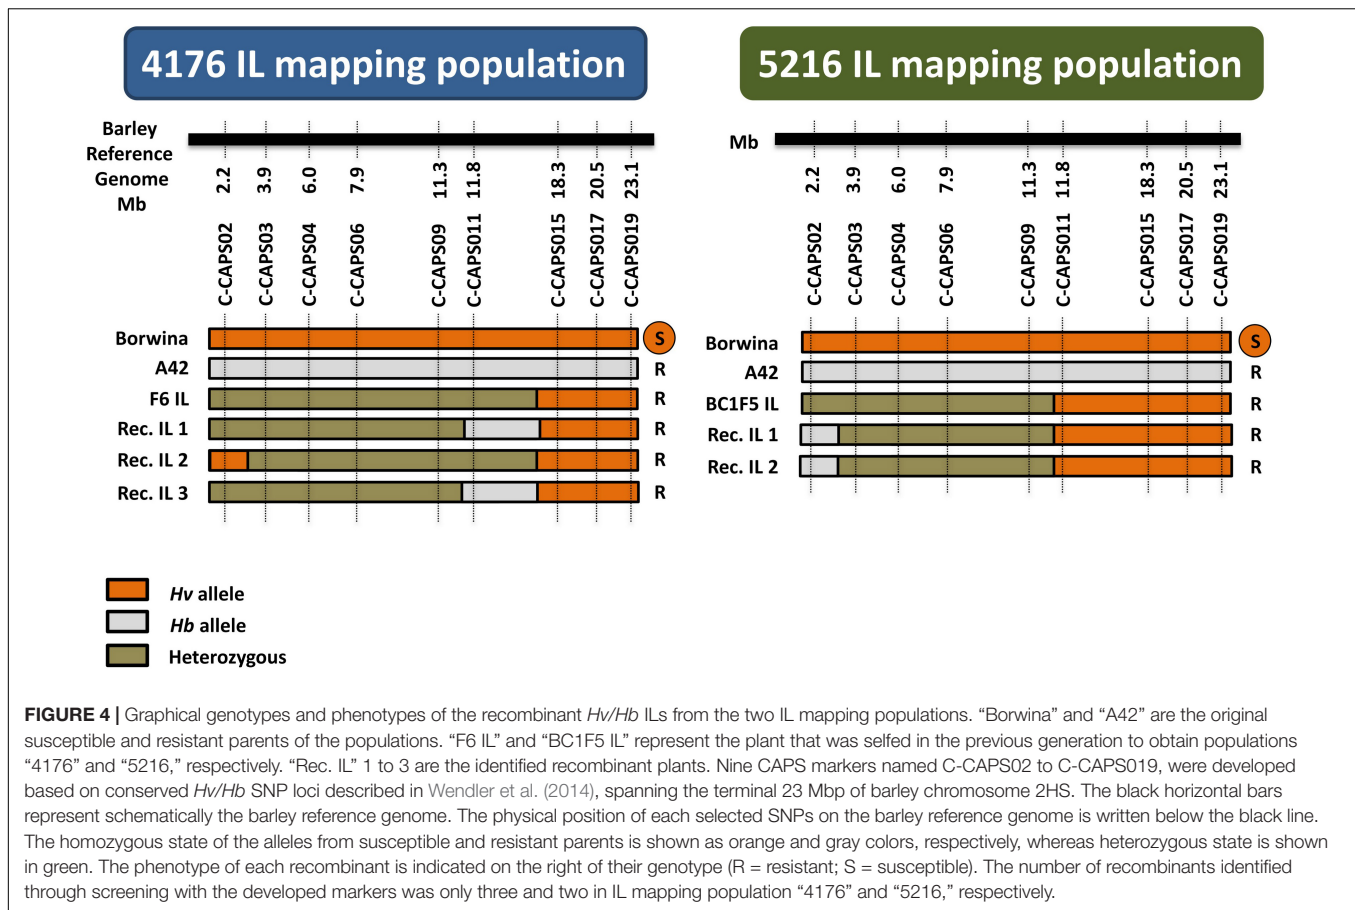 4176 IL mapping population
5216 IL mapping population
Barley
Reference
Genome
Mb
2.2
3.9
6.0
7.9
11.3
11.8
18.3
20.5
23.1
C-CAPS02
C-CAPS03
C-CAPS04
C-CAPS06
C-CAPS09
C-CAPS011
C-CAPS015
C-CAPS017
C-CAPS019
Borwina S
A42 R
F6 IL R
Rec. IL 1 R
Rec. IL 2 R
Rec. IL 3 R
Mb
2.2
3.9
6.0
7.9
11.3
11.8
18.3
20.5
23.1
C-CAPS02
C-CAPS03
C-CAPS04
C-CAPS06
C-CAPS09
C-CAPS011
C-CAPS015
C-CAPS017
C-CAPS019
Borwina S
A42 R
BC1F5 IL R
Rec. IL 1 R
Rec. IL 2 R
Hv allele
Hb allele
Heterozygous
FIGURE 4 | Graphical genotypes and phenotypes of the recombinant Hv/Hb ILs from the two IL mapping populations. “Borwina” and “A42” are the original
susceptible and resistant parents of the populations. “F6 IL” and “BC1F5 IL” represent the plant that was selfed in the previous generation to obtain populations
“4176” and “5216,” respectively. “Rec. IL” 1 to 3 are the identified recombinant plants. Nine CAPS markers named C-CAPS02 to C-CAPS019, were developed
based on conserved Hv/Hb SNP loci described in Wendler et al. (2014), spanning the terminal 23 Mbp of barley chromosome 2HS. The black horizontal bars
represent schematically the barley reference genome. The physical position of each selected SNPs on the barley reference genome is written below the black line.
The homozygous state of the alleles from susceptible and resistant parents is shown as orange and gray colors, respectively, whereas heterozygous state is shown
in green. The phenotype of each recombinant is indicated on the right of their genotype (R = resistant; S = susceptible). The number of recombinants identified
through screening with the developed markers was only three and two in IL mapping population “4176” and “5216,” respectively.